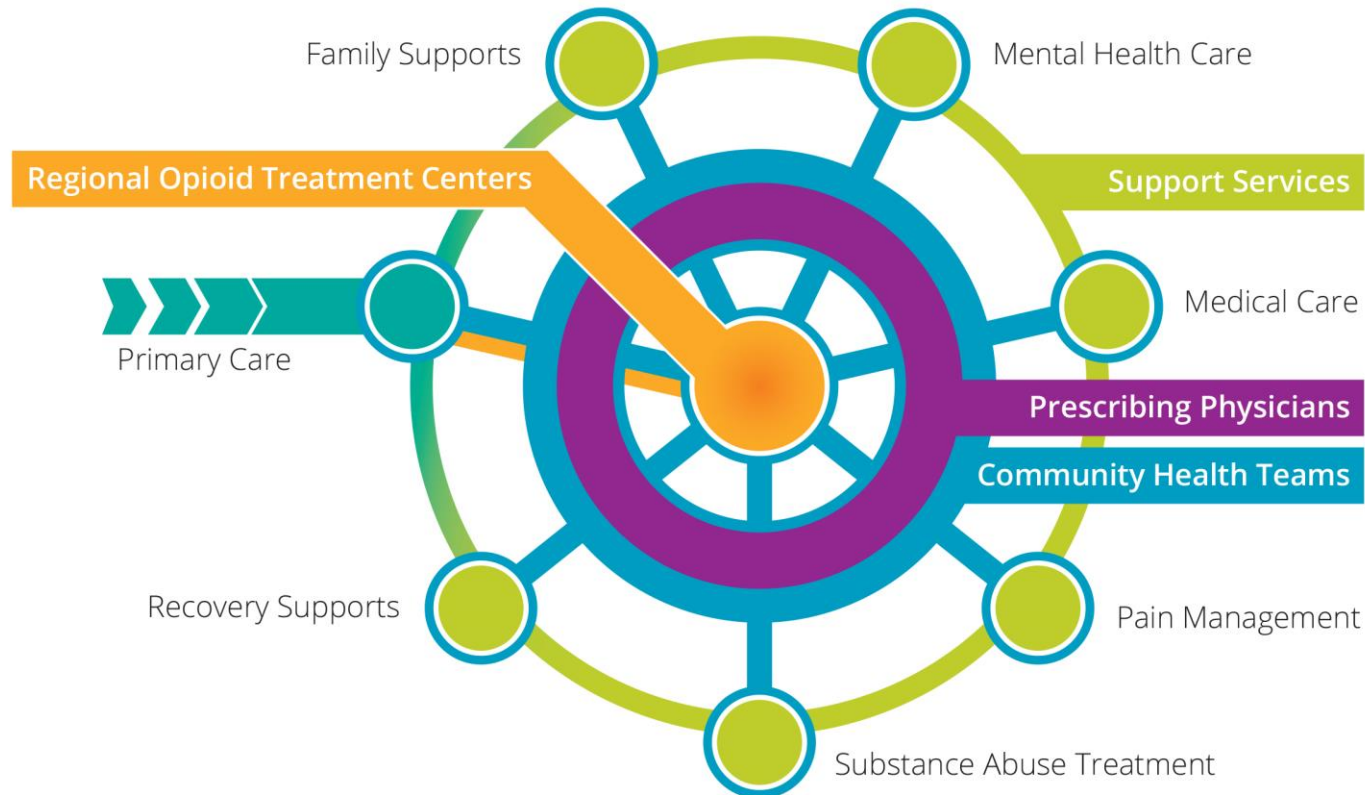 Family Supports
Mental Health Care
Regional Opioid Treatment Centers
Support Services
Medical Care
Primary Care
Prescribing Physicians
Community Health Teams
Recovery Supports
Pain Management
Substance Abuse Treatment